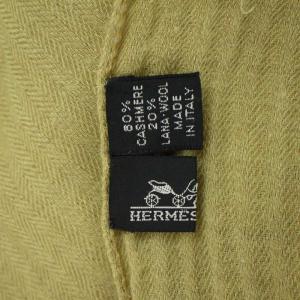 80%
CASHMERE
20%
LANA-WOOL
MADE
IN ITALY
HERMES